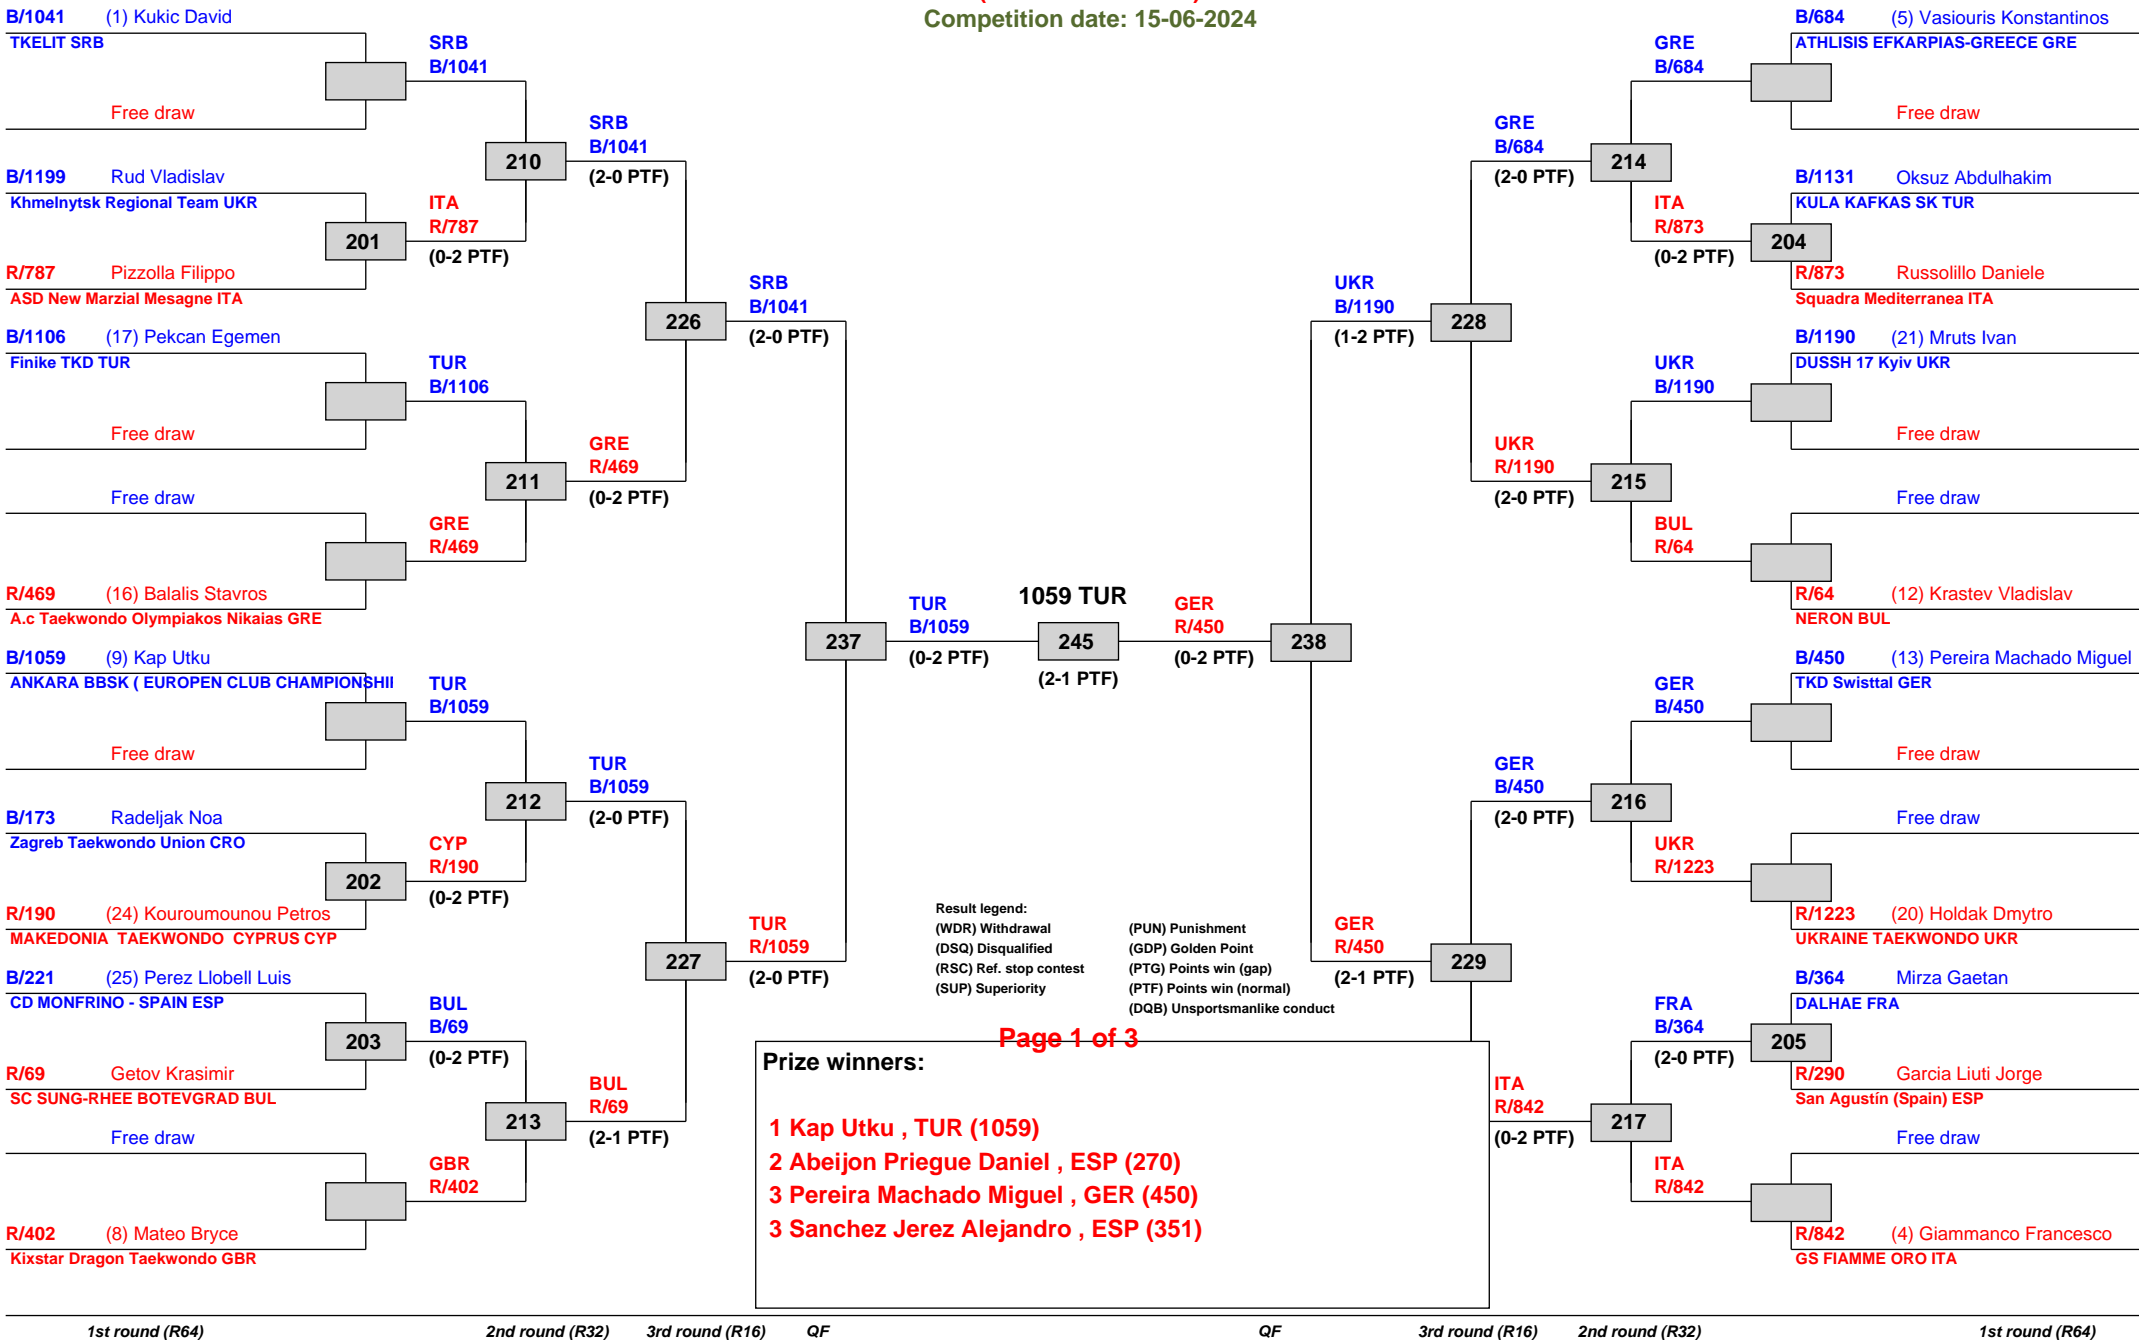 Competition date: 15-06-2024
B/1041 (1) Kukic David
TKELIT SRB
Free draw
B/1199 Rud Vladislav
Khmelnytsk Regional Team UKR
201
R/787 Pizzolla Filippo
ASD New Marzial Mesagne ITA
B/1106 (17) Pekcan Egemen
Finike TKD TUR
Free draw
Free draw
R/469 (16) Balalis Stavros
A.c Taekwondo Olympiakos Nikaias GRE
B/1059 (9) Kap Utku
ANKARA BBSK ( EUROPEN CLUB CHAMPIONSHII
Free draw
B/173 Radeljak Noa
Zagreb Taekwondo Union CRO
202
R/190 (24) Kouroumounou Petros
MAKEDONIA TAEKWONDO CYPRUS CYP
B/221 (25) Perez Llobell Luis
CD MONFRINO - SPAIN ESP
203
R/69 Getov Krasimir
SC SUNG-RHEE BOTEVGRAD BUL
Free draw
R/402 (8) Mateo Bryce
Kixstar Dragon Taekwondo GBR
SRB
B/1041
210
ITA
R/787
(0-2 PTF)
TUR
B/1106
211
GRE
R/469
TUR
B/1059
212
CYP
R/190
(0-2 PTF)
BUL
B/69
(0-2 PTF)
213
GBR
R/402
SRB
B/1041
(2-0 PTF)
226
GRE
R/469
(0-2 PTF)
TUR
B/1059
(2-0 PTF)
227
BUL
R/69
(2-1 PTF)
SRB
B/1041
(2-0 PTF)
237
TUR
R/1059
(2-0 PTF)
TUR
B/1059
(0-2 PTF)
1059 TUR
245
(2-1 PTF)
GER
R/450
(0-2 PTF)
UKR
B/1190
(1-2 PTF)
238
GER
R/450
(2-1 PTF)
GRE
B/684
(2-0 PTF)
228
UKR
R/1190
(2-0 PTF)
GER
B/450
(2-0 PTF)
229
ITA
R/842
(0-2 PTF)
GRE
B/684
214
ITA
R/873
(0-2 PTF)
UKR
B/1190
215
BUL
R/64
GER
B/450
216
UKR
R/1223
FRA
B/364
(2-0 PTF)
217
ITA
R/842
B/684 (5) Vasiouris Konstantinos
ATHLISIS EFKARPIAS-GREECE GRE
Free draw
B/1131 Oksuz Abdulhakim
KULA KAFKAS SK TUR
204
R/873 Russolillo Daniele
Squadra Mediterranea ITA
B/1190 (21) Mruts Ivan
DUSSH 17 Kyiv UKR
Free draw
Free draw
R/64 (12) Krastev Vladislav
NERON BUL
B/450 (13) Pereira Machado Miguel
TKD Swisttal GER
Free draw
Free draw
R/1223 (20) Holdak Dmytro
UKRAINE TAEKWONDO UKR
B/364 Mirza Gaetan
DALHAE FRA
205
R/290 Garcia Liuti Jorge
San Agustín (Spain) ESP
Free draw
R/842 (4) Giammanco Francesco
GS FIAMME ORO ITA
Result legend:
(WDR) Withdrawal (PUN) Punishment
(DSQ) Disqualified (GDP) Golden Point
(RSC) Ref. stop contest (PTG) Points win (gap)
(SUP) Superiority (PTF) Points win (normal)
(DQB) Unsportsmanlike conduct
Page 1 of 3
Prize winners:
1 Kap Utku , TUR (1059)
2 Abeijon Priegue Daniel , ESP (270)
3 Pereira Machado Miguel , GER (450)
3 Sanchez Jerez Alejandro , ESP (351)
1st round (R64) 2nd round (R32) 3rd round (R16) QF QF 3rd round (R16) 2nd round (R32) 1st round (R64)